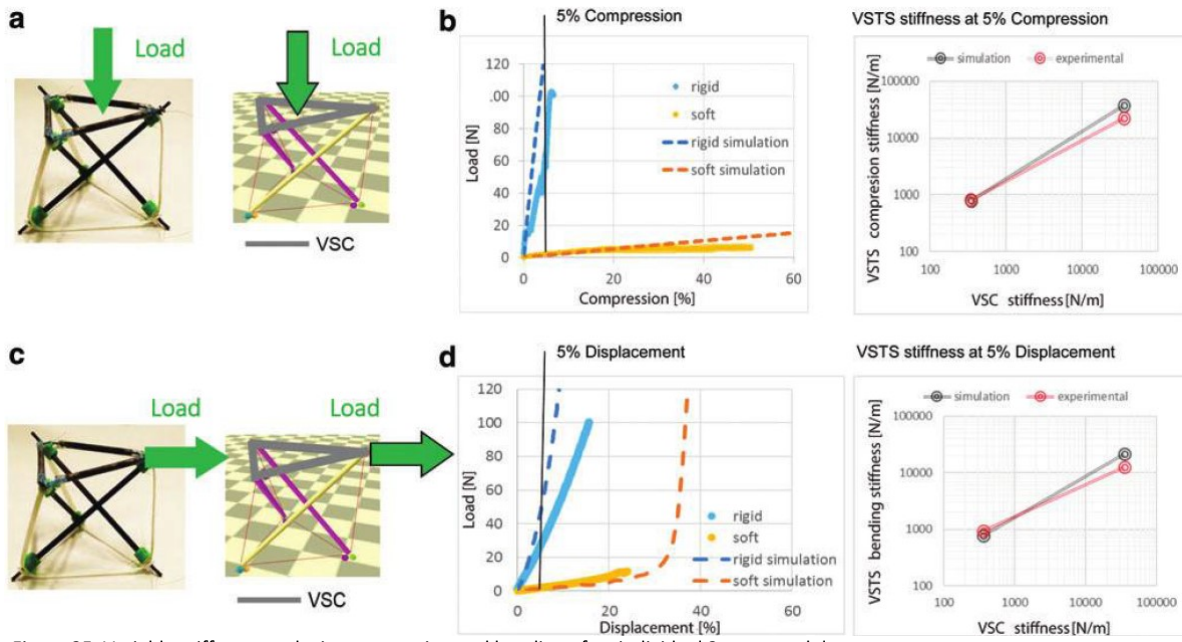 a
Load
Load
VSC
b
5% Compression
120
00
80
60
40
20
0
Load [N]
rigid
soft
rigid simulation
soft simulation
0 20 40 60
Compression [%]
VSTS stiffness at 5% Compression
simulation experimental
100000
10000
1000
100
VSTS compresion stiffness [N/m]
100 1000 10000 100000
VSC stiffness[N/m]
c
Load
Load
VSC
d
5% Displacement
120
100
80
60
40
20
0
Load [N]
rigid
soft
rigid simulation
soft simulation
0 20 40 60
Displacement [%]
VSTS stiffness at 5% Displacement
simulation experimental
100000
10000
1000
100
VSTS bending stiffness [N/m]
100 1000 10000 100000
VSC stiffness[N/m]